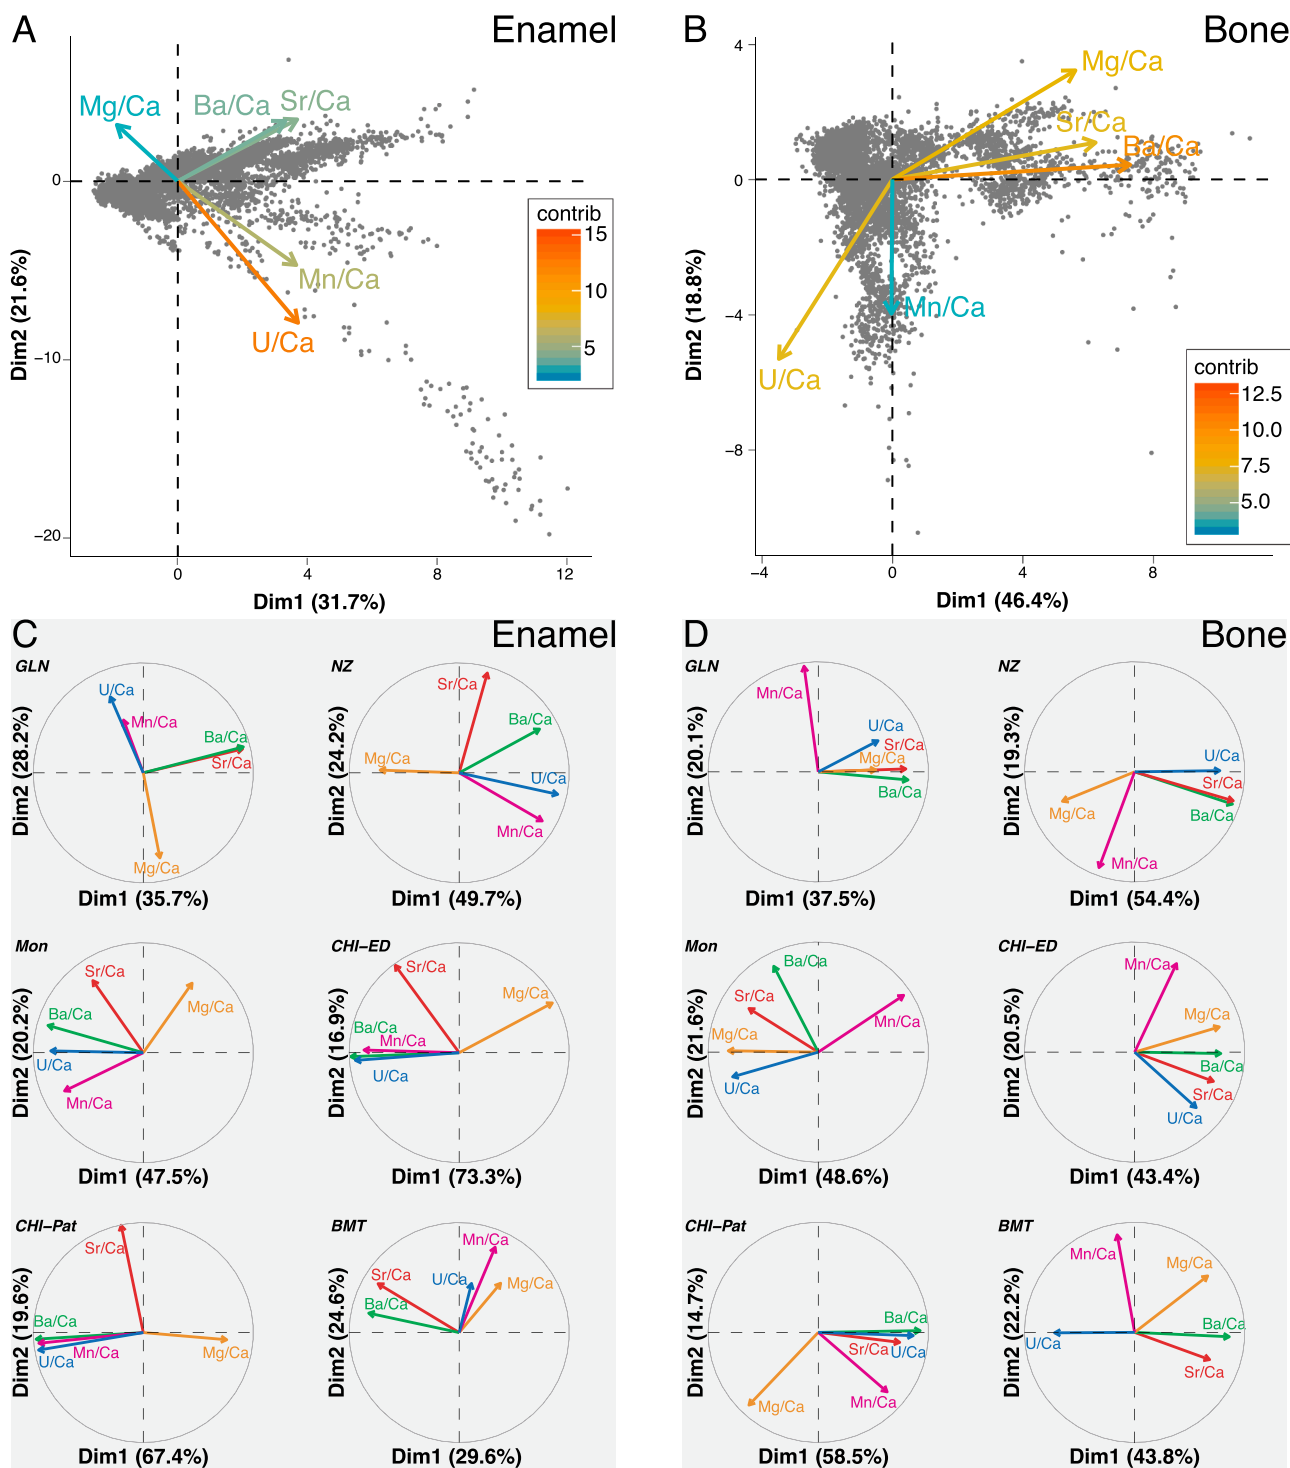 A
Enamel
Mg/Ca
Ba/Ca
Sr/Ca
Mn/Ca
U/Ca
contrib
15
10
5
0
−10
−20
0
4
8
12
Dim2 (21.6%)
Dim1 (31.7%)
B
Bone
Mg/Ca
Sr/Ca
Ba/Ca
Mn/Ca
U/Ca
contrib
12.5
10.0
7.5
5.0
4
0
−4
−8
−4
0
4
8
Dim2 (18.8%)
Dim1 (46.4%)
C
Enamel
GLN
U/Ca
Mn/Ca
Ba/Ca
Sr/Ca
Mg/Ca
Dim2 (28.2%)
Dim1 (35.7%)
NZ
Sr/Ca
Ba/Ca
Mg/Ca
U/Ca
Mn/Ca
Dim2 (24.2%)
Dim1 (49.7%)
Mon
Sr/Ca
Mg/Ca
Ba/Ca
U/Ca
Mn/Ca
Dim2 (20.2%)
Dim1 (47.5%)
CHI−ED
Sr/Ca
Mg/Ca
Ba/Ca
Mn/Ca
U/Ca
Dim2 (16.9%)
Dim1 (73.3%)
CHI−Pat
Sr/Ca
Ba/Ca
Mn/Ca
U/Ca
Mg/Ca
Dim2 (19.6%)
Dim1 (67.4%)
BMT
Mn/Ca
Sr/Ca
U/Ca
Mg/Ca
Ba/Ca
Dim2 (24.6%)
Dim1 (29.6%)
D
Bone
GLN
Mn/Ca
U/Ca
Sr/Ca
Mg/Ca
Ba/Ca
Dim2 (20.1%)
Dim1 (37.5%)
NZ
U/Ca
Sr/Ca
Ba/Ca
Mg/Ca
Mn/Ca
Dim2 (19.3%)
Dim1 (54.4%)
Mon
Ba/Ca
Sr/Ca
Mn/Ca
Mg/Ca
U/Ca
Dim2 (21.6%)
Dim1 (48.6%)
CHI−ED
Mn/Ca
Mg/Ca
Ba/Ca
Sr/Ca
U/Ca
Dim2 (20.5%)
Dim1 (43.4%)
CHI−Pat
Ba/Ca
Sr/Ca
U/Ca
Mn/Ca
Mg/Ca
Dim2 (14.7%)
Dim1 (58.5%)
BMT
Mn/Ca
Mg/Ca
Ba/Ca
U/Ca
Sr/Ca
Dim2 (22.2%)
Dim1 (43.8%)